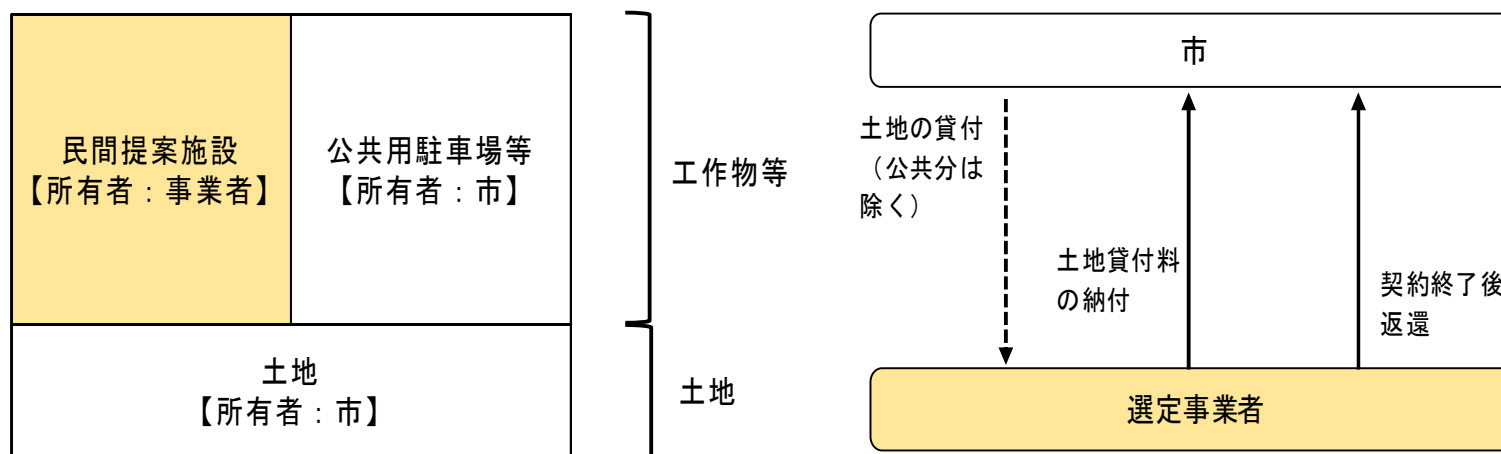 民間提案施設
【所有者：事業者】
公共用駐車場等
【所有者：市】
土地
【所有者：市】
工作物等
土地
市
土地の貸付
（公共分は
除く）
土地貸付料
の納付
契約終了後
返還
選定事業者